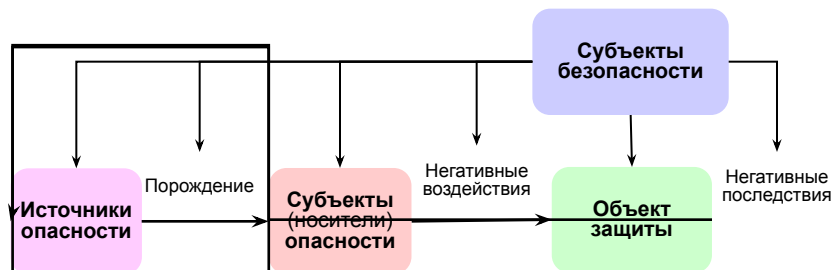 Субъекты
безопасности
Порождение
Негативные
воздействия
Негативные
последствия
Источники
опасности
Субъекты
(носители)
опасности
Объект
защиты